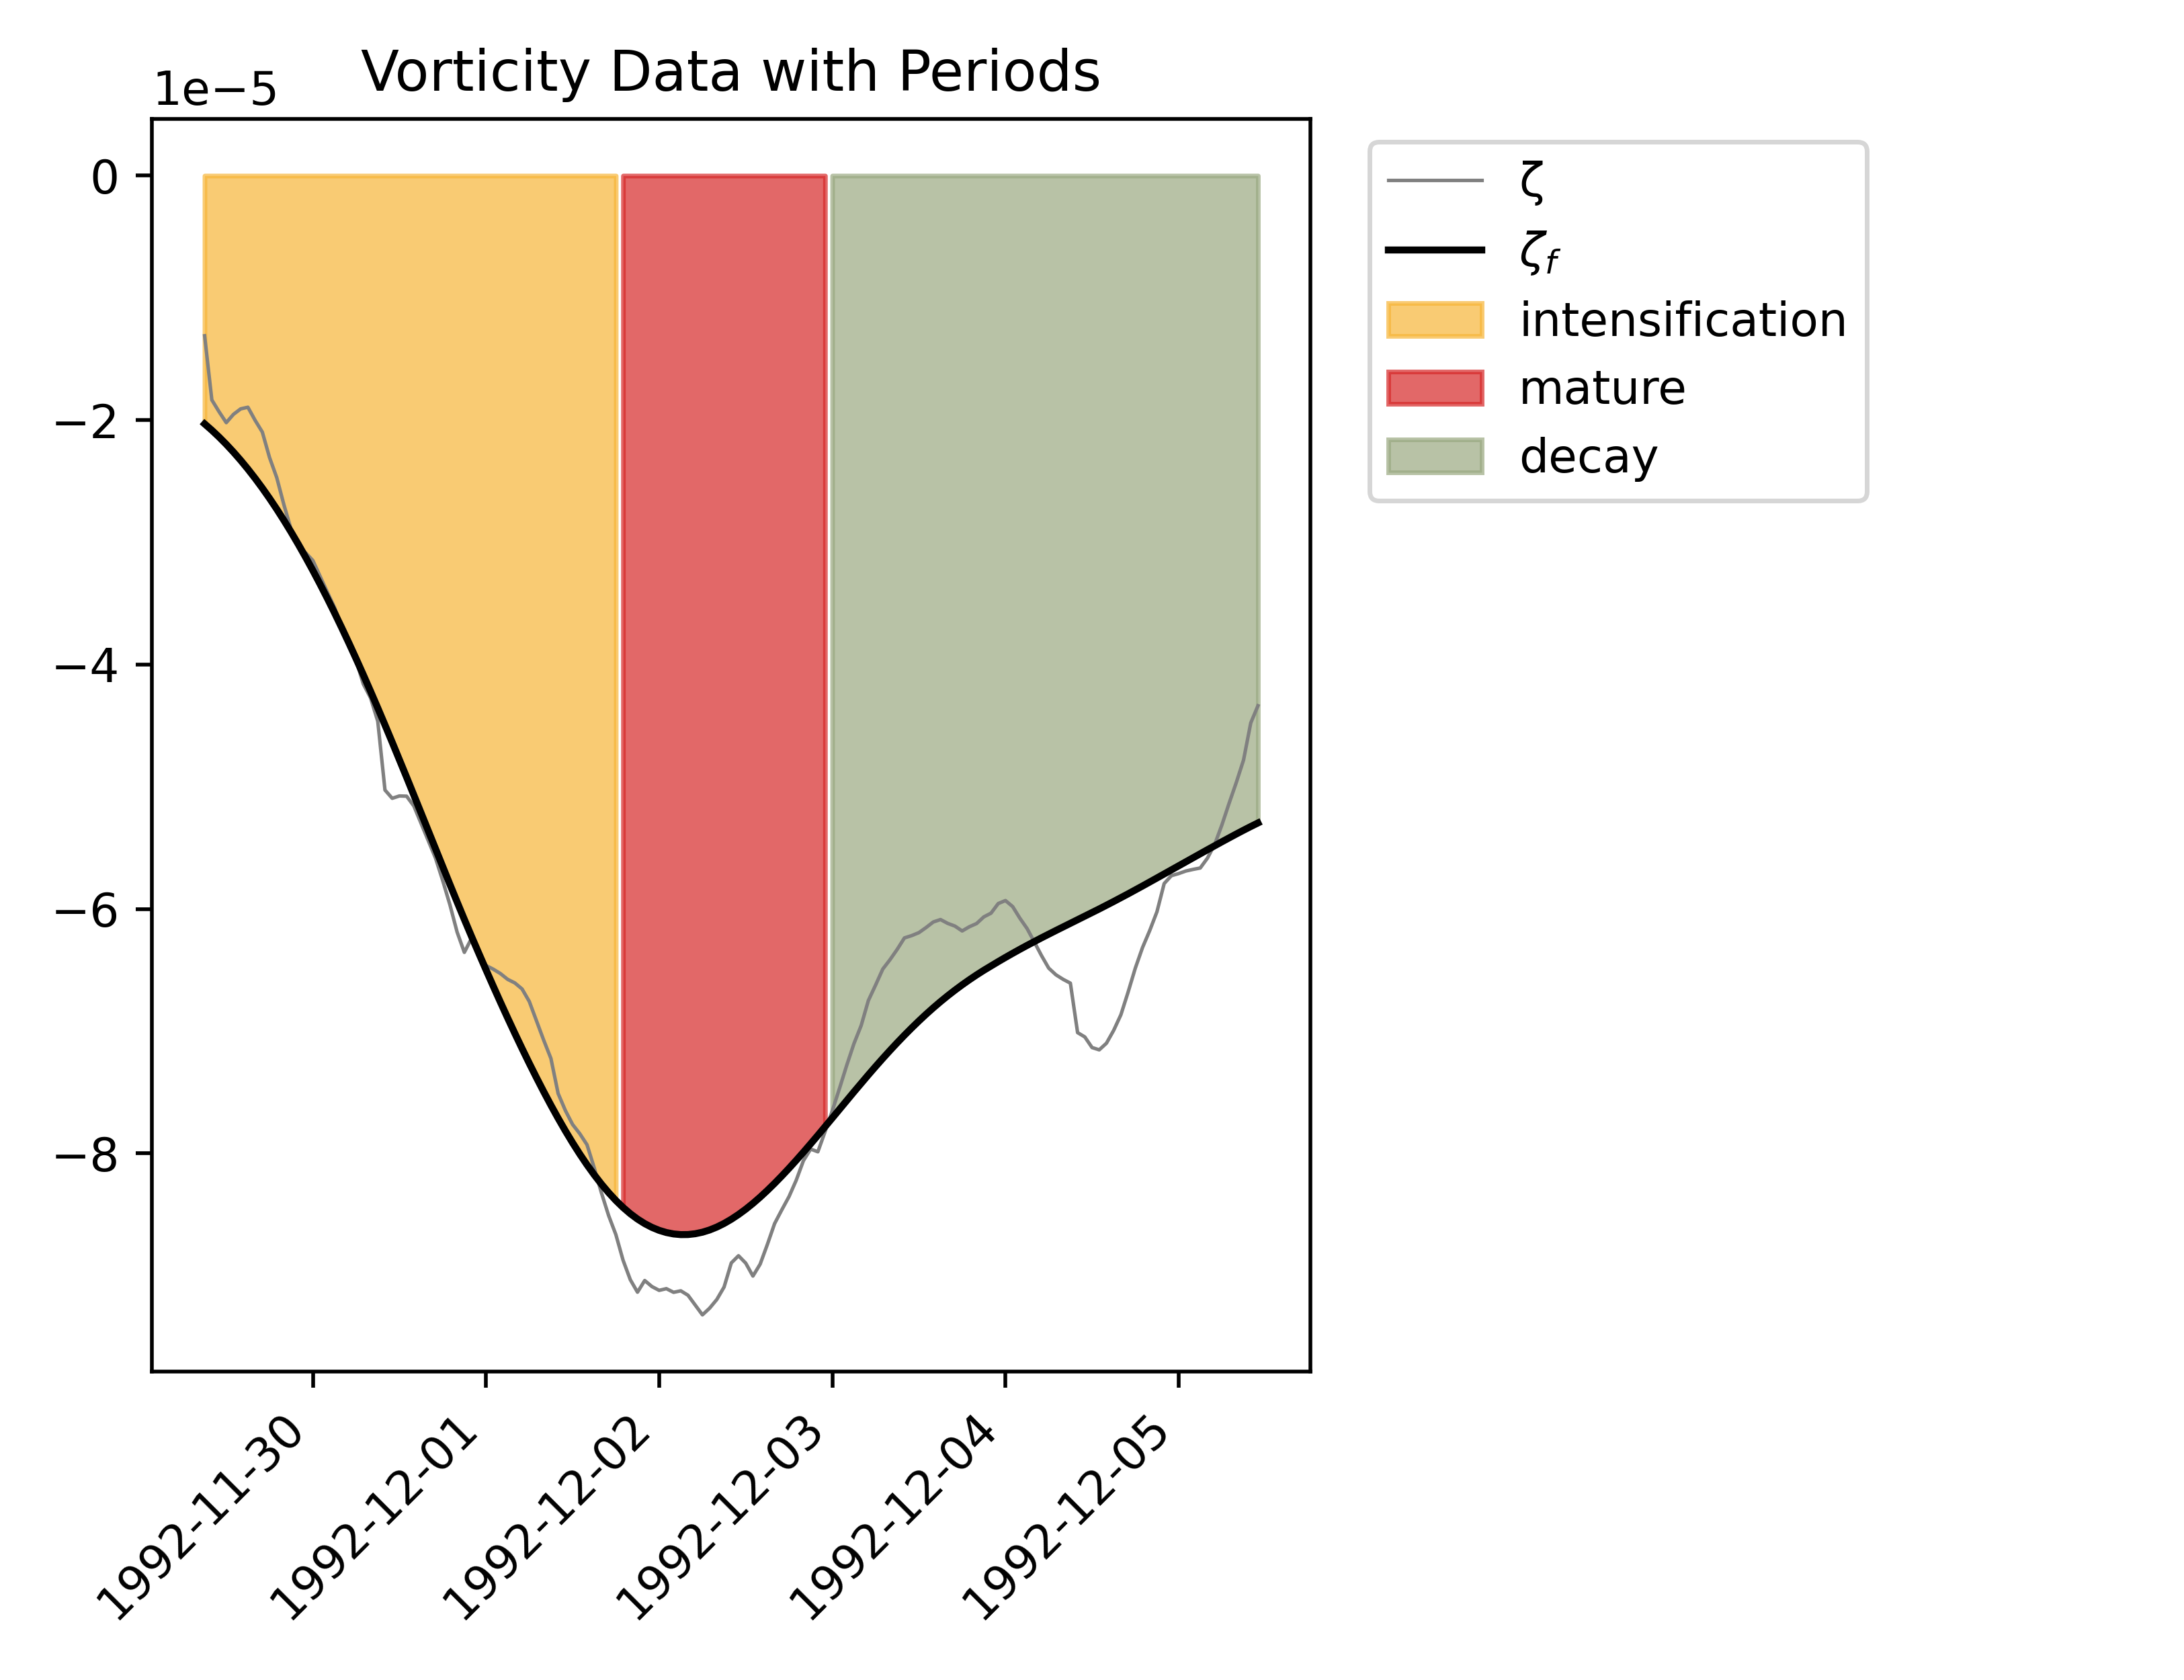 Vorticity Data with Periods
1e−5
0
−2
−4
−6
−8
1992-11-30
1992-12-01
1992-12-02
1992-12-03
1992-12-04
1992-12-05
ζ
ζf
intensification
mature
decay